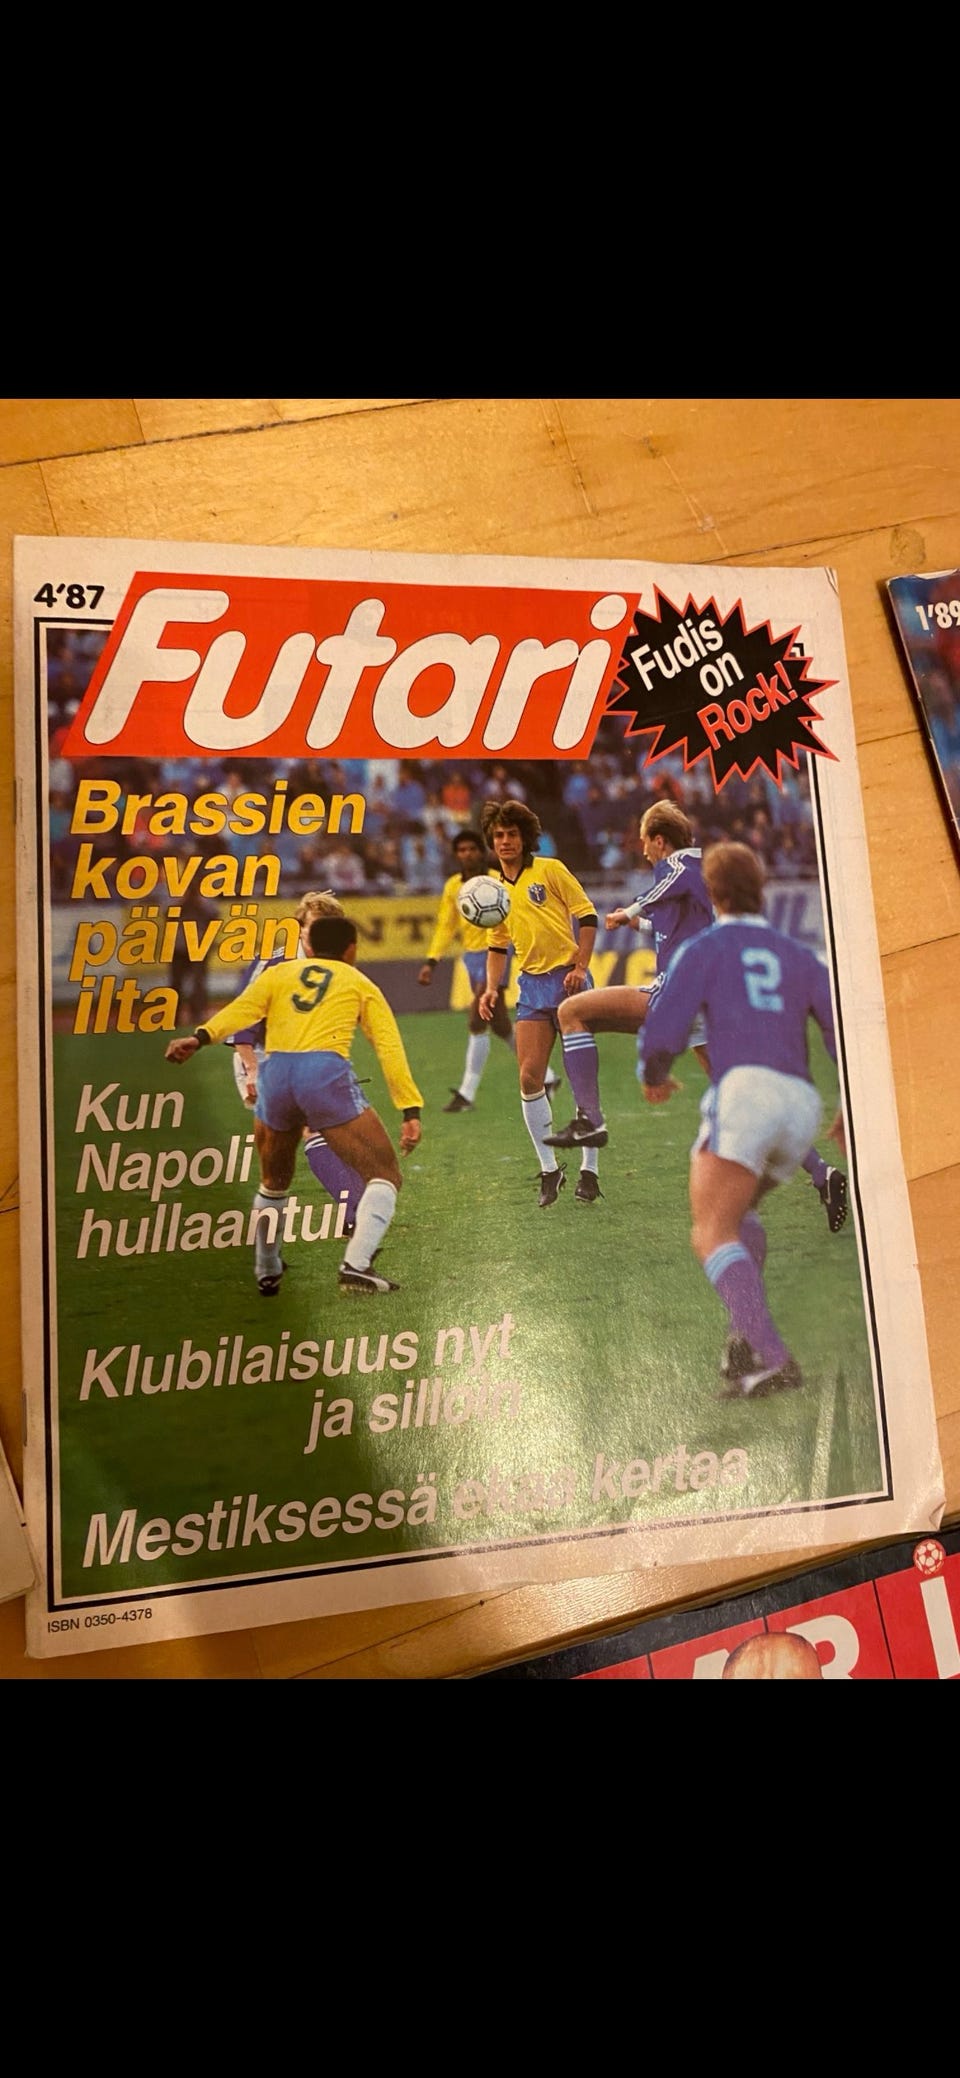 4'87
Futari
Fudis
on
Rock!
1'89
Brassien
kovan
päivän
ilta
9
2
Kun
Napoli
hullaantui
Klubilaisuus nyt
ja silloin
Mestiksessä ekaa kertaa
ISBN 0350-4378